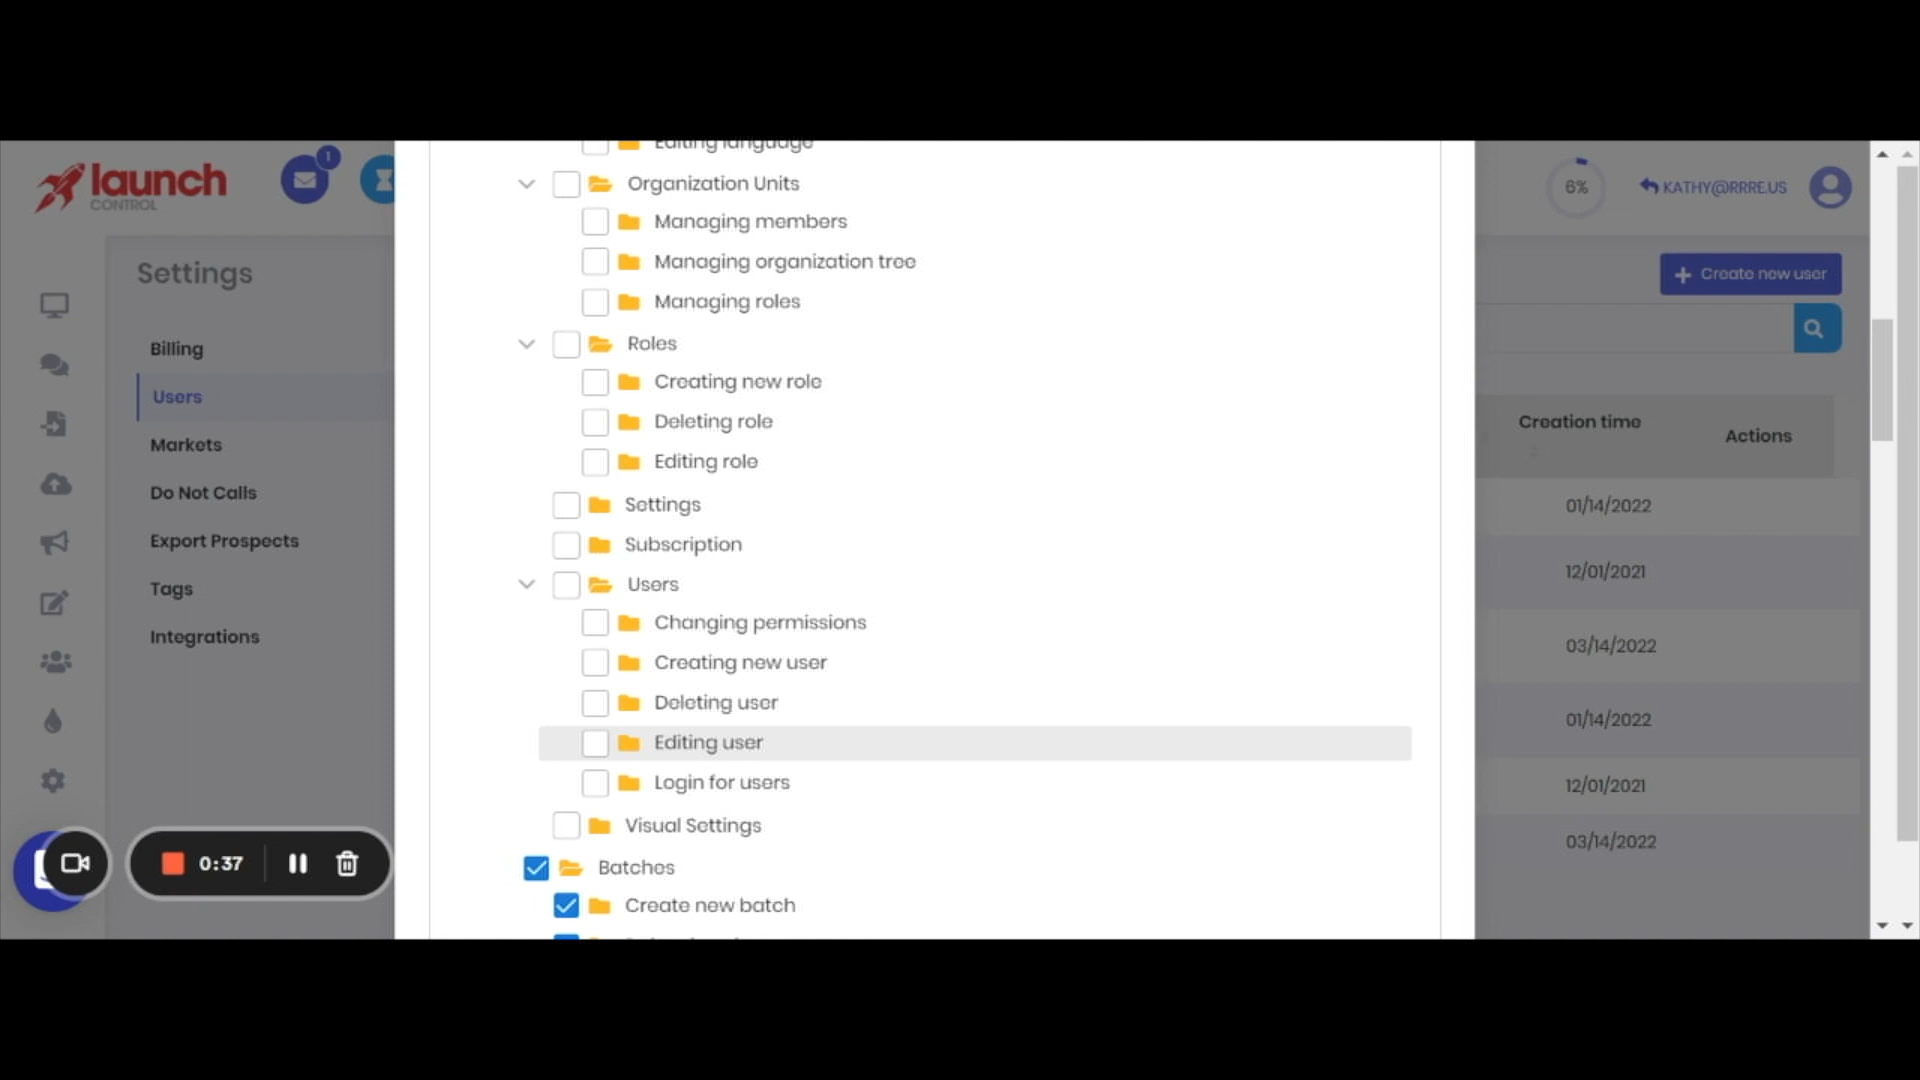 Editing language
launch
CONTROL
1
Organization Units
6%
KATHY@RRRE.US
Managing members
Settings
Managing organization tree
Create new user
Managing roles
Billing
Roles
Users
Creating new role
Deleting role
Creation time
Actions
Markets
Editing role
Do Not Calls
Settings
01/14/2022
Export Prospects
Subscription
12/01/2021
Tags
Users
Integrations
Changing permissions
03/14/2022
Creating new user
Deleting user
01/14/2022
Editing user
Login for users
12/01/2021
Visual Settings
03/14/2022
0:37
Batches
Create new batch